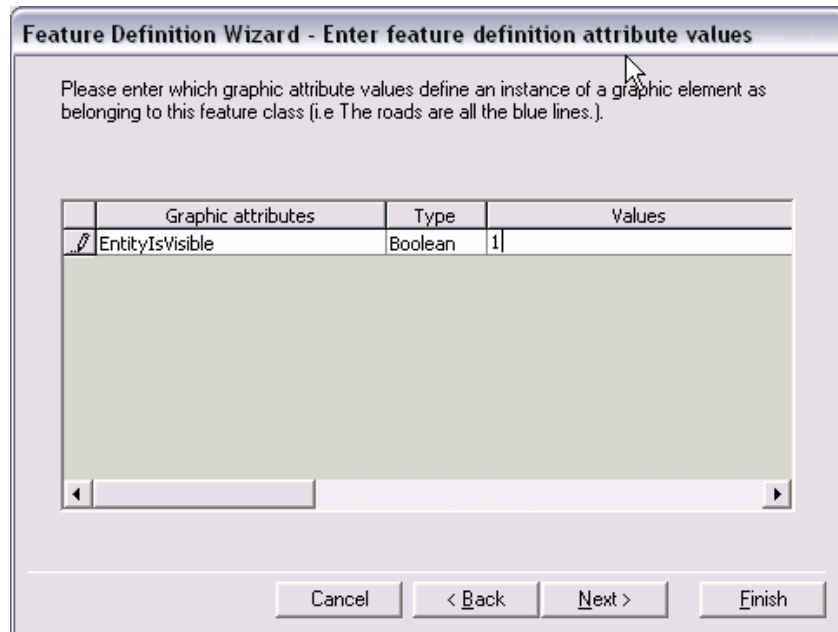 Feature Definition Wizard - Enter feature definition attribute values
Please enter which graphic attribute values define an instance of a graphic element as
belonging to this feature class (i.e The roads are all the blue lines.).
Graphic attributes Type Values
EntityIsVisible Boolean 1
Cancel < Back Next > Finish